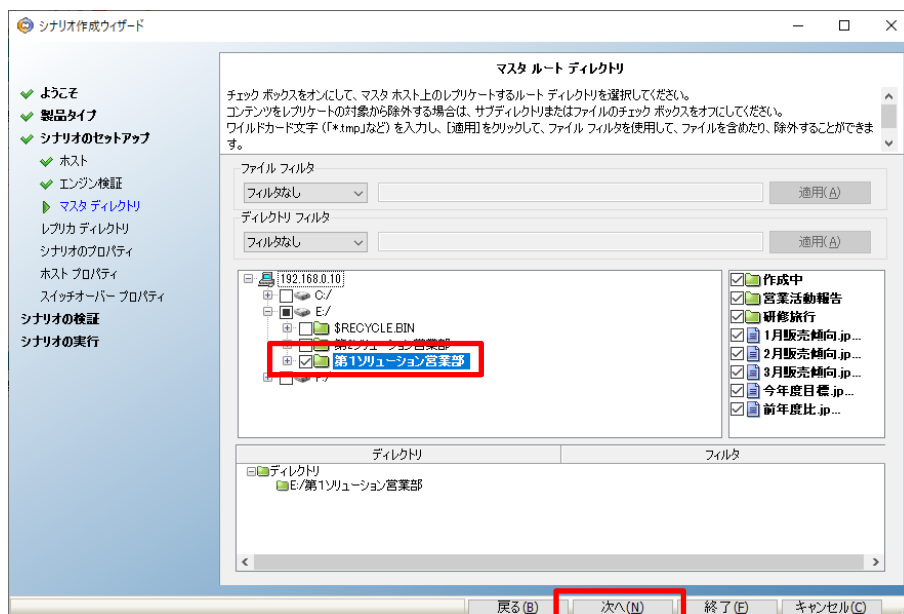 シナリオ作成ウィザード
マスタ ルート ディレクトリ
チェック ボックスをオンにして、マスタ ホスト上のレプリケートするルート ディレクトリを選択してください。
コンテンツをレプリケートの対象から除外する場合は、サブディレクトリまたはファイルのチェック ボックスをオフにしてください。
ワイルドカード文字 (「*.tmp」など) を入力し、[適用] をクリックして、ファイル フィルタを使用して、ファイルを含めたり、除外することができま
す。
ようこそ
製品タイプ
シナリオのセットアップ
ホスト
エンジン検証
マスタ ディレクトリ
レプリカ ディレクトリ
シナリオのプロパティ
ホスト プロパティ
スイッチオーバー プロパティ
シナリオの検証
シナリオの実行
ファイル フィルタ
フィルタなし
適用(A)
ディレクトリ フィルタ
フィルタなし
適用(A)
192.168.0.10
C:/
E:/
$RECYCLE.BIN
第2ソリューション営業部
第1ソリューション営業部
F:/
作成中
営業活動報告
研修旅行
1月販売傾向.jp...
2月販売傾向.jp...
3月販売傾向.jp...
今年度目標.jp...
前年度比.jp...
ディレクトリ
フィルタ
ディレクトリ
E:/第1ソリューション営業部
戻る(B)
次へ(N)
終了(F)
キャンセル(C)